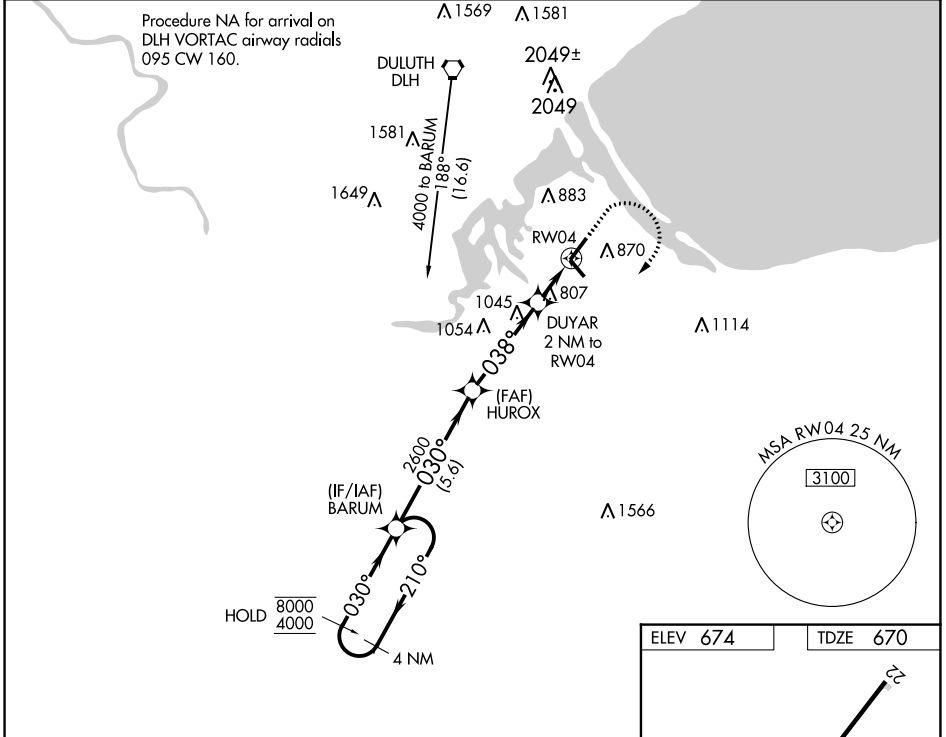 Procedure NA for arrival on
DLH VORTAC airway radials
095 CW 160.
1569
1581
DULUTH
DLH
2049±
2049
1581
4000 to BARUM
188°
(16.6)
1649
883
RW04
870
807
1045
1054
DUYAR
2 NM to
RW04
1114
038°
(FAF)
HUROX
2600
030°
(5.6)
(IF/IAF)
BARUM
1566
MSA RW04 25 NM
3100
030°
210°
HOLD
8000
4000
4 NM
ELEV 674
TDZE 670
22